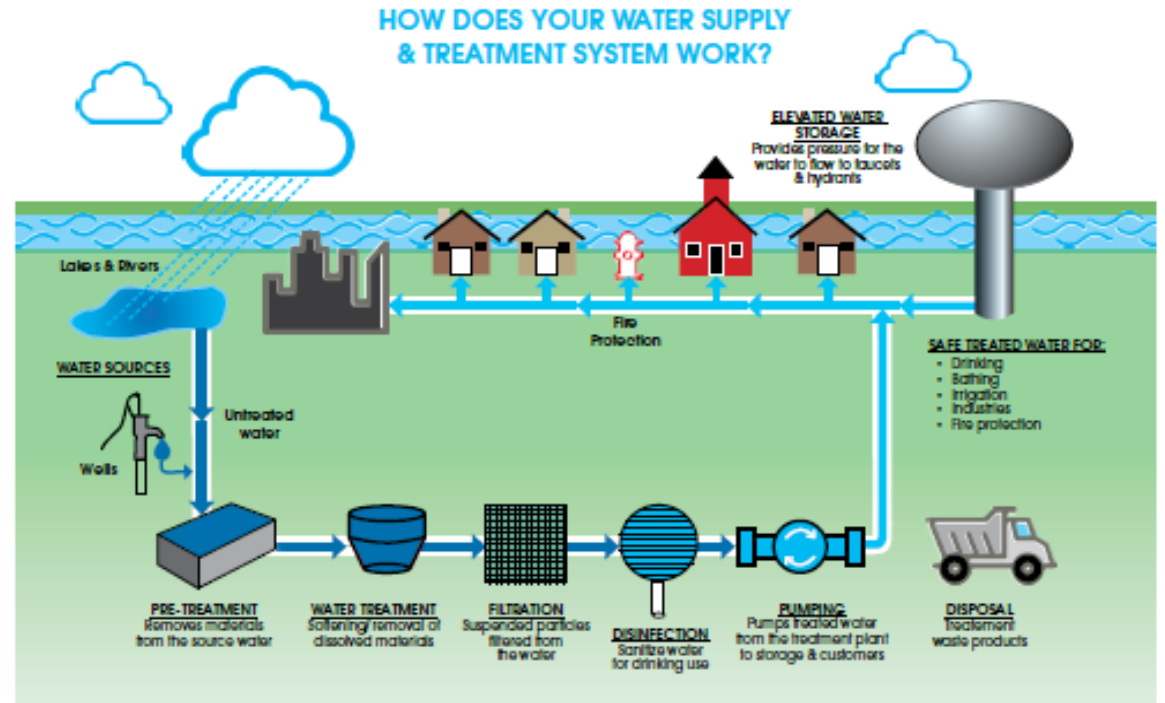 HOW DOES YOUR WATER SUPPLY
& TREATMENT SYSTEM WORK?
ELEVATED WATER
STORAGE
Provides pressure for the
water to flow to faucets
& hydrants
Lakes & Rivers
Fire
Protection
WATER SOURCES
SAFE TREATED WATER FOR:
• Drinking
• Bathing
• Irrigation
• Industries
• Fire protection
Untreated
water
Wells
PRE-TREATMENT
Removes materials
from the source water
WATER TREATMENT
Softening/removal of
dissolved materials
FILTRATION
Suspended particles
filtered from
the water
DISINFECTION
Sanitize water
for drinking use
PUMPING
Pumps treated water
from the treatment plant
to storage & customers
DISPOSAL
Treatement
waste products